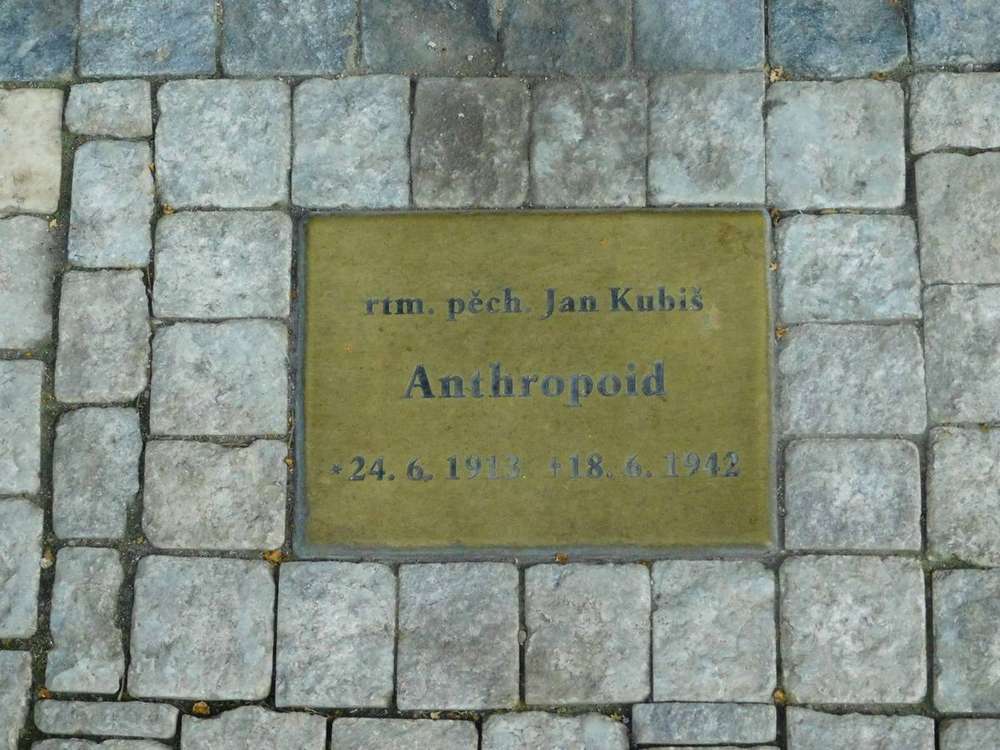 rtm. pěch. Jan Kubiš
Anthropoid
*24. 6. 1913 †18. 6. 1942